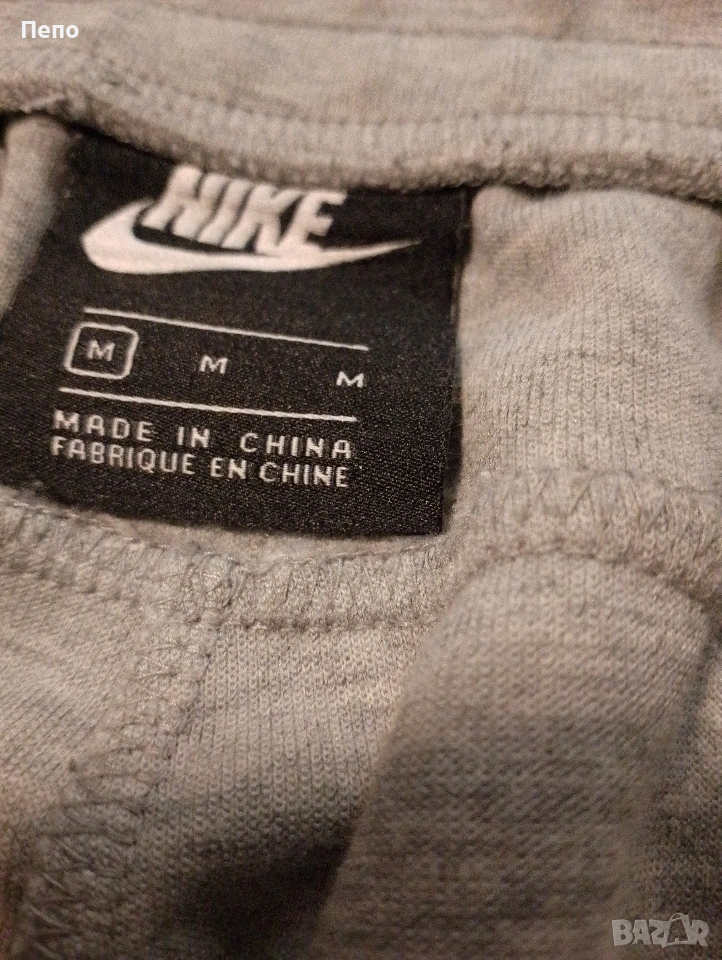 Пепо
NIKE
M M M
MADE IN CHINA
FABRIQUE EN CHINE
BAZAR